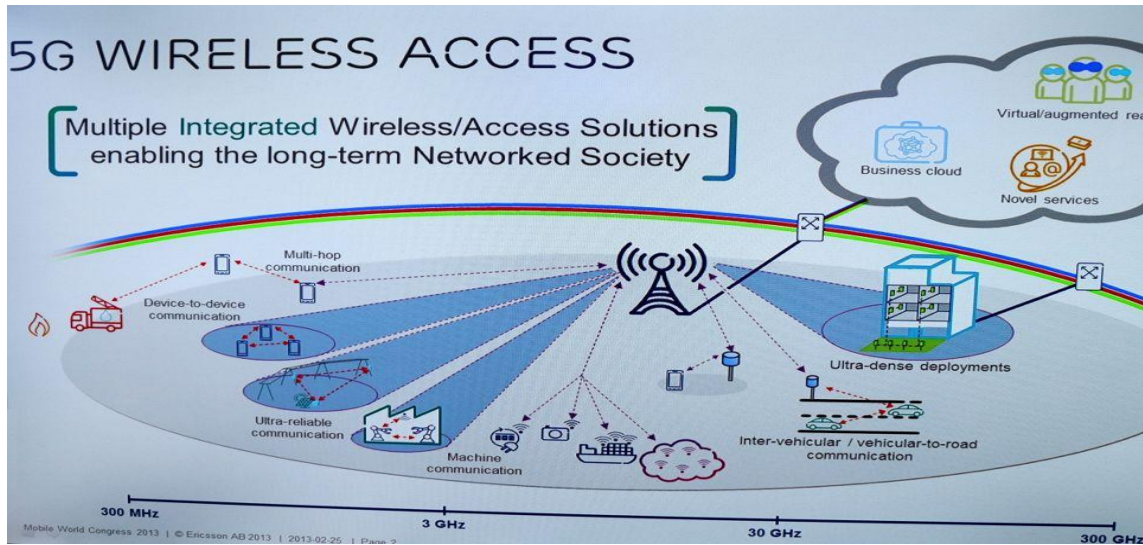 5G WIRELESS ACCESS
Multiple Integrated Wireless/Access Solutions
enabling the long-term Networked Society
Virtual/augmented rea
Business cloud
Novel services
Multi-hop
communication
Device-to-device
communication
Ultra-dense deployments
Ultra-reliable
communication
Machine
communication
Inter-vehicular / vehicular-to-road
communication
300 MHz
3 GHz
30 GHz
300 GHz
Mobile World Congress 2013 | © Ericsson AB 2013 | 2013-02-25 | Page 2